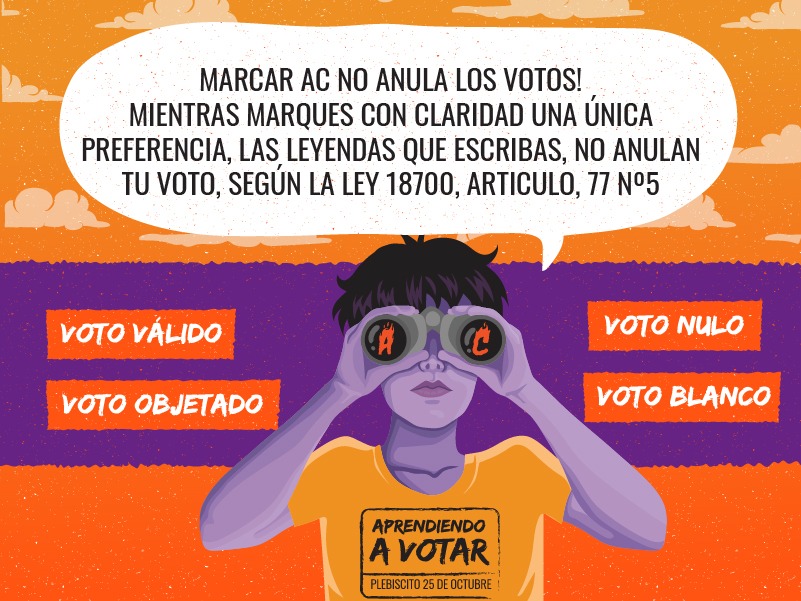 MARCAR AC NO ANULA LOS VOTOS!
MIENTRAS MARQUES CON CLARIDAD UNA ÚNICA
PREFERENCIA, LAS LEYENDAS QUE ESCRIBAS, NO ANULAN
TU VOTO, SEGÚN LA LEY 18700, ARTICULO, 77 Nº5
VOTO VÁLIDO
VOTO OBJETADO
A C
VOTO NULO
VOTO BLANCO
APRENDIENDO
A VOTAR
PLEBISCITO 25 DE OCTUBRE